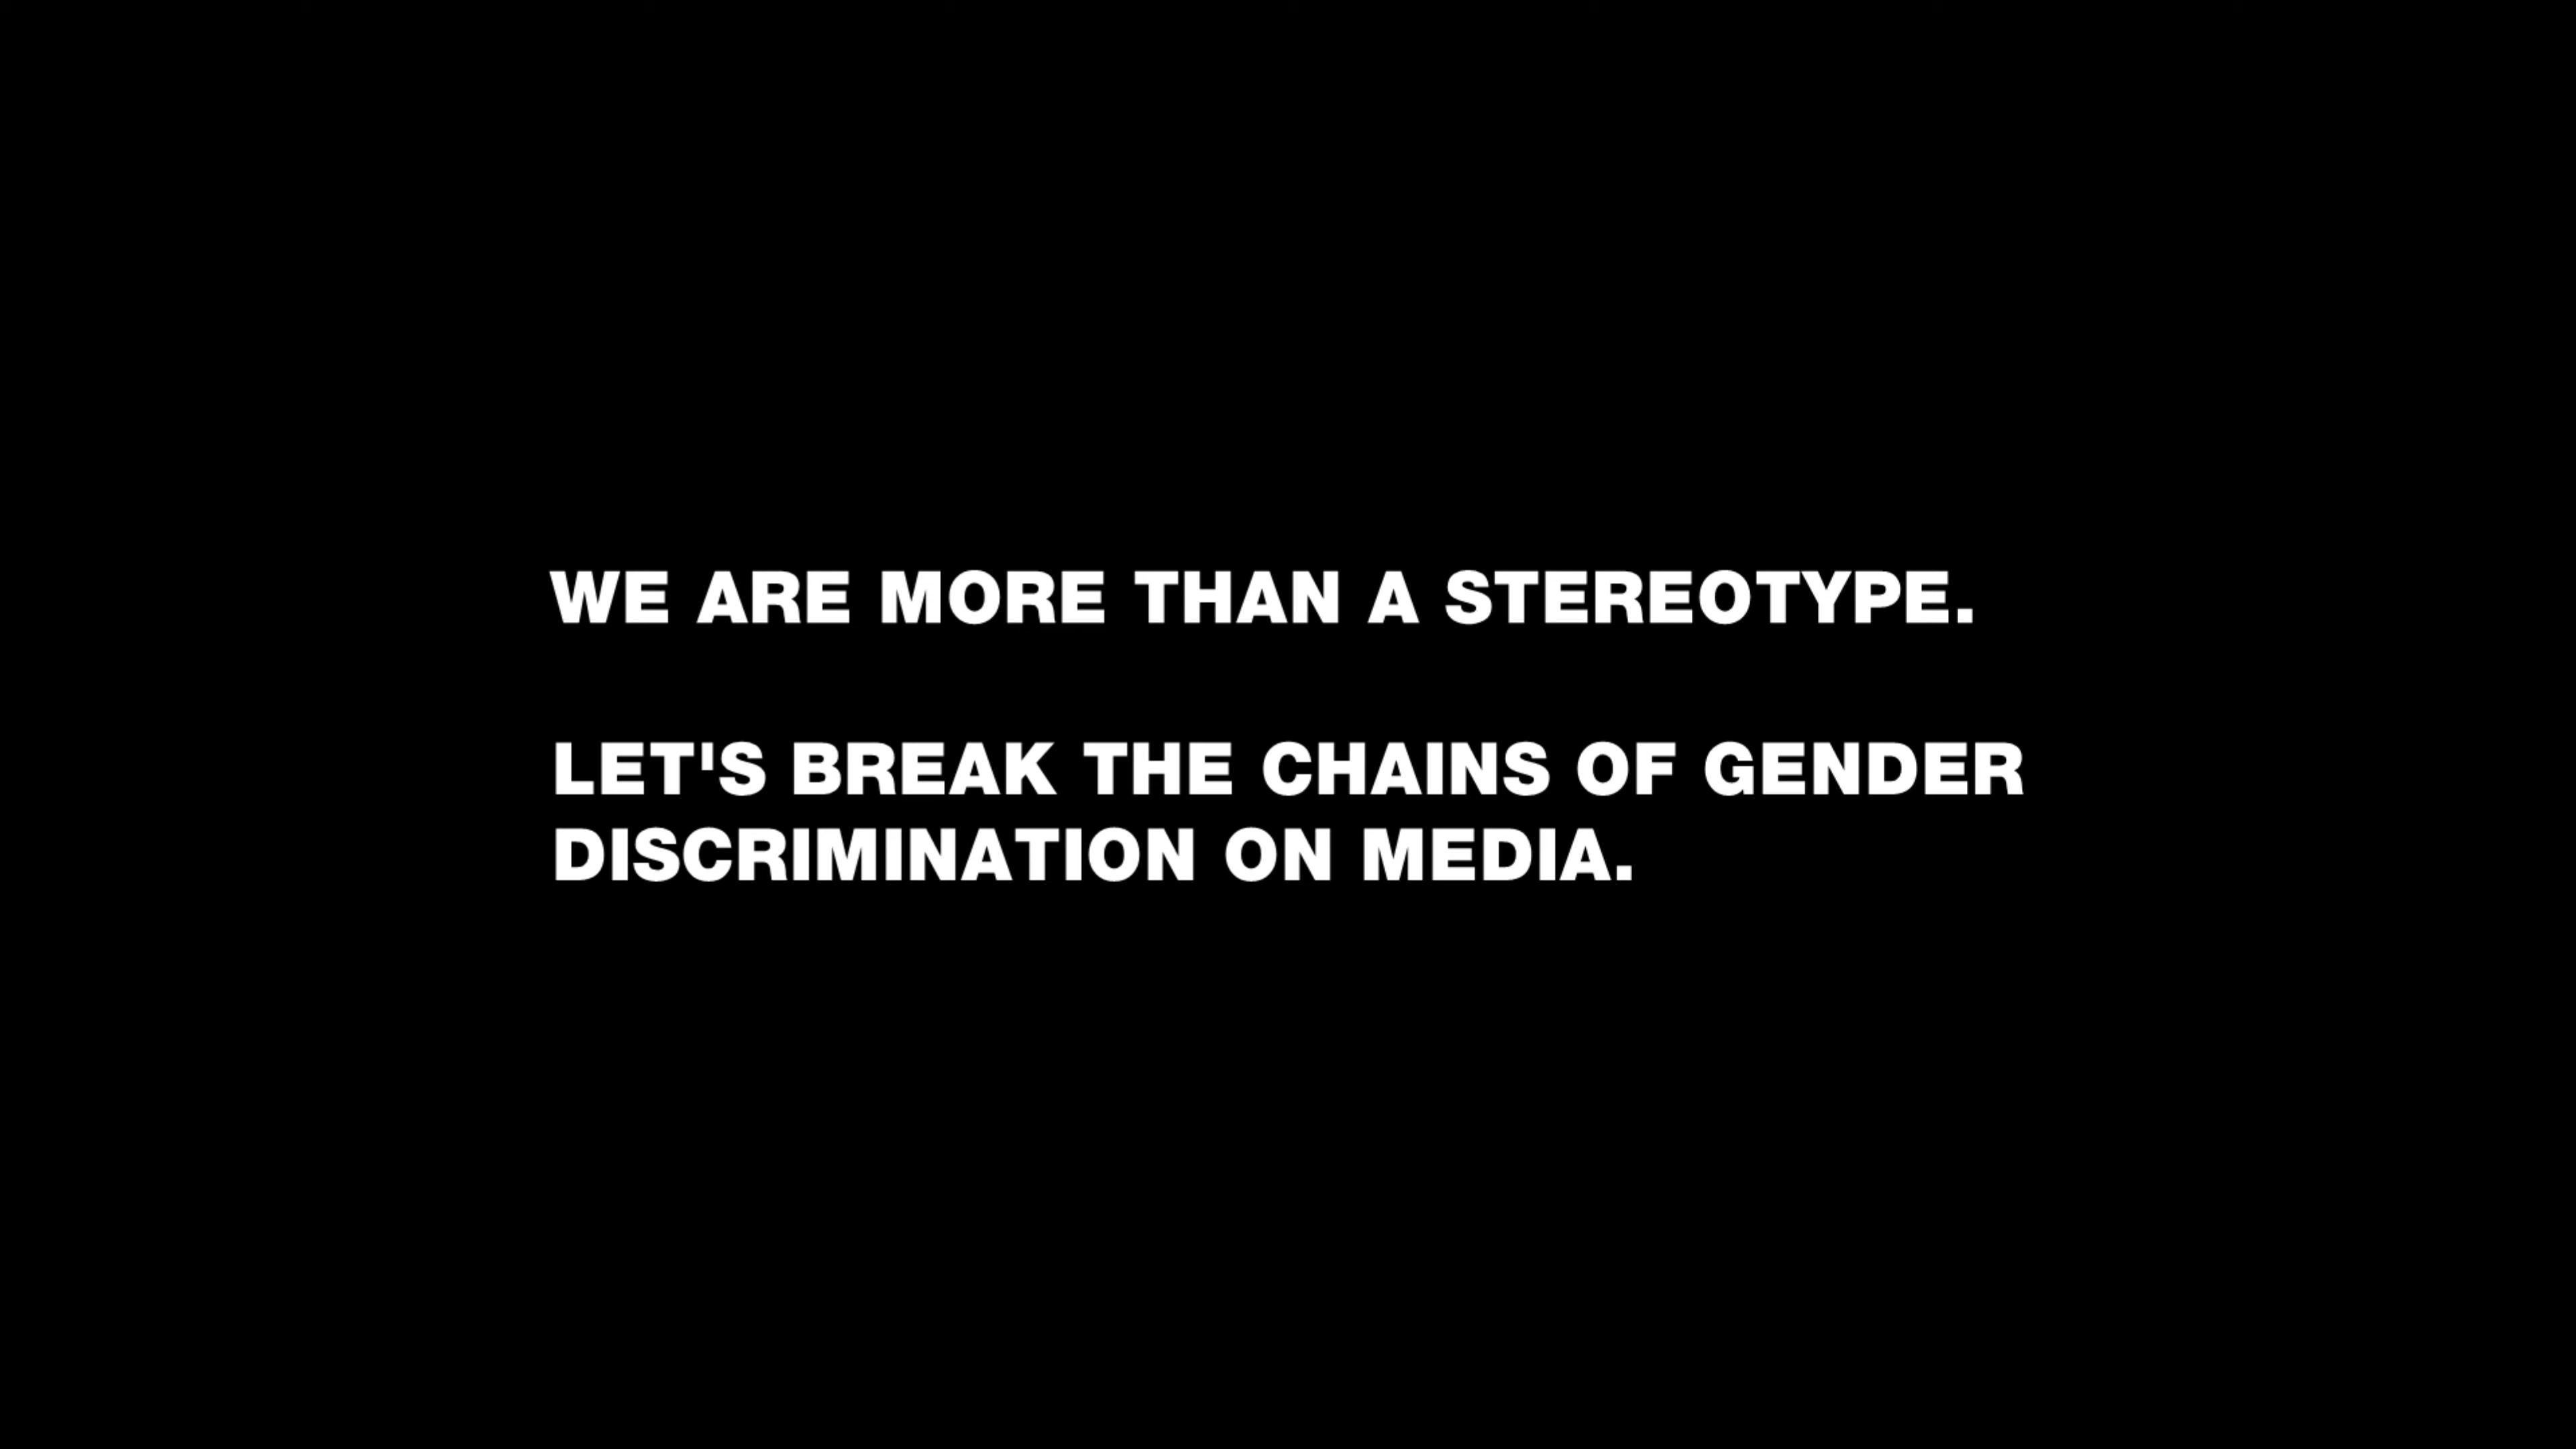 WE ARE MORE THAN A STEREOTYPE.
LET'S BREAK THE CHAINS OF GENDER
DISCRIMINATION ON MEDIA.